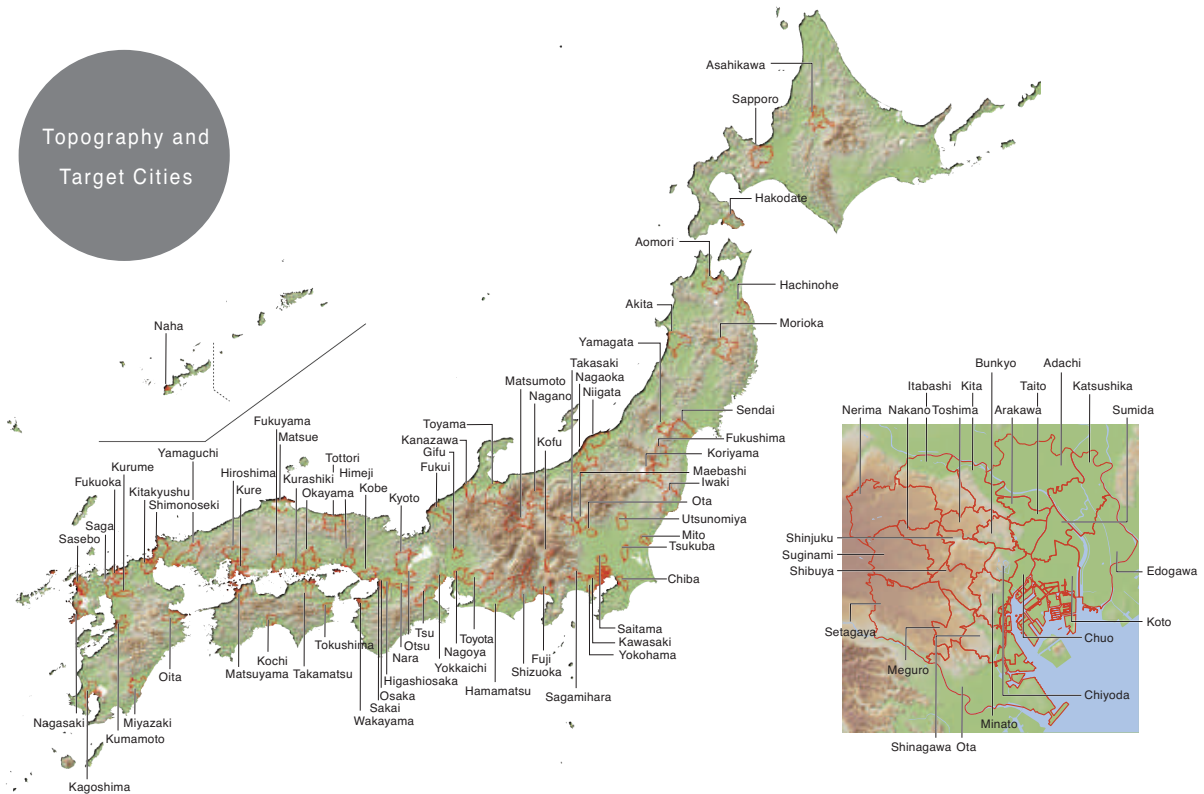 Topography and
Target Cities
Asahikawa
Sapporo
Hakodate
Aomori
Hachinohe
Akita
Morioka
Naha
Yamagata
Takasaki
Nagaoka
Niigata
Matsumoto
Nagano
Sendai
Toyama
Kanazawa
Gifu
Fukui
Kofu
Fukushima
Koriyama
Maebashi
Iwaki
Ota
Utsunomiya
Mito
Tsukuba
Chiba
Fukuyama
Matsue
Yamaguchi
Tottori
Himeji
Hiroshima
Kurashiki
Kure
Okayama
Kobe
Kyoto
Kurume
Fukuoka
Kitakyushu
Shimonoseki
Saga
Sasebo
Saitama
Kawasaki
Yokohama
Tokushima
Tsu
Otsu
Nara
Toyota
Nagoya
Yokkaichi
Fuji
Shizuoka
Kochi
Matsuyama
Takamatsu
Oita
Higashiosaka
Osaka
Sakai
Wakayama
Hamamatsu
Sagamihara
Nagasaki
Miyazaki
Kumamoto
Kagoshima
Bunkyo
Adachi
Itabashi
Kita
Taito
Katsushika
Nerima
Nakano
Toshima
Arakawa
Sumida
Shinjuku
Suginami
Shibuya
Edogawa
Setagaya
Koto
Chuo
Meguro
Chiyoda
Minato
Shinagawa
Ota